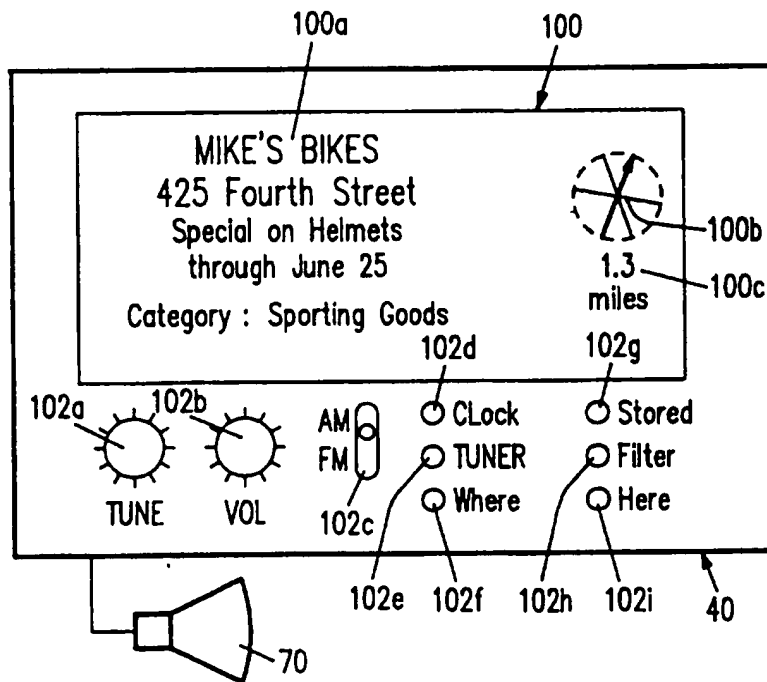 100a
100
MIKE'S BIKES
425 Fourth Street
Special on Helmets
through June 25
Category : Sporting Goods
100b
1.3
miles
100c
102d
102g
102a
102b
AM
FM
CLock
Stored
TUNER
Filter
Where
Here
TUNE
VOL
102c
102e
102f
102h
102i
40
70